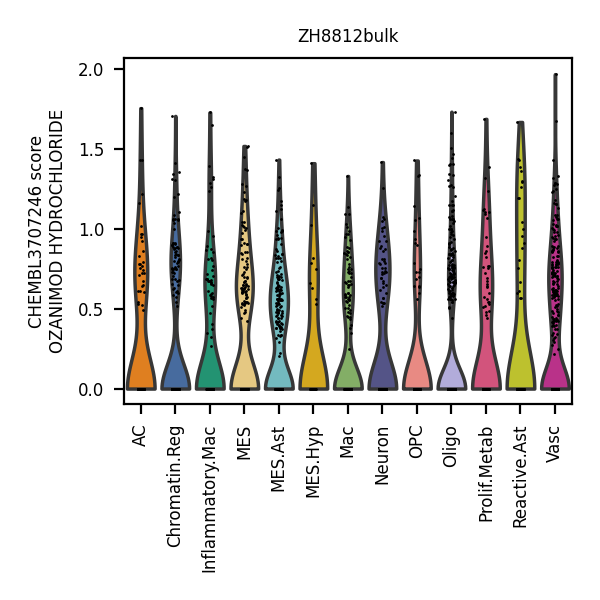 ZH8812bulk
CHEMBL3707246 score
OZANIMOD HYDROCHLORIDE
2.0
1.5
1.0
0.5
0.0
AC
Chromatin.Reg
Inflammatory.Mac
MES
MES.Ast
MES.Hyp
Mac
Neuron
OPC
Oligo
Prolif.Metab
Reactive.Ast
Vasc